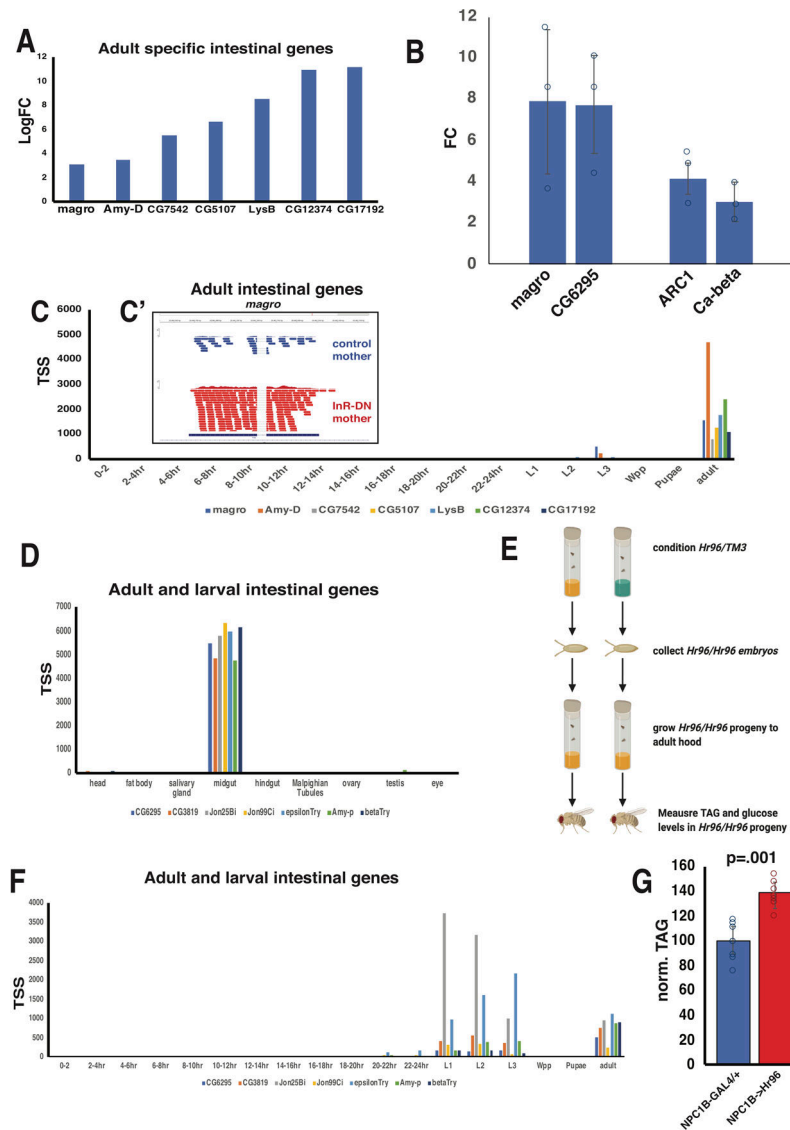 A
Adult specific intestinal genes
12
10
8
6
4
2
0
LogFC
magro Amy-D CG7542 CG5107 LysB CG12374 CG17192
B
12
10
8
6
4
2
0
FC
magro
CG6295
ARC1
Ca-beta
C
C'
Adult intestinal genes
magro
control
mother
InR-DN
mother
6000
5000
4000
3000
2000
1000
0
TSS
0-2 2-4hr 4-6hr 6-8hr 8-10hr 10-12hr 12-14hr 14-16hr 16-18hr 18-20hr 20-22hr 22-24hr L1 L2 L3 Wpp Pupae adult
magro Amy-D CG7542 CG5107 LysB CG12374 CG17192
D
Adult and larval intestinal genes
7000
6000
5000
4000
3000
2000
1000
0
TSS
head fat body salivary gland midgut hindgut Malpighian Tubules ovary testis eye
CG6295 CG3819 Jon25Bi Jon99Ci epsilonTry Amy-p betaTry
E
condition Hr96/TM3
collect Hr96/Hr96 embryos
grow Hr96/Hr96 progeny to
adult hood
Meausre TAG and glucose
levels in Hr96/Hr96 progeny
F
Adult and larval intestinal genes
4000
3500
3000
2500
2000
1500
1000
500
0
TSS
0-2 2-4hr 4-6hr 6-8hr 8-10hr 10-12hr 12-14hr 14-16hr 16-18hr 18-20hr 20-22hr 22-24hr L1 L2 L3 Wpp Pupae adult
CG6295 CG3819 Jon25Bi Jon99Ci epsilonTry Amy-p betaTry
G
p=.001
160
140
120
100
80
60
40
20
0
norm. TAG
NPC1B-GAL4/+
NPC1B->Hr96